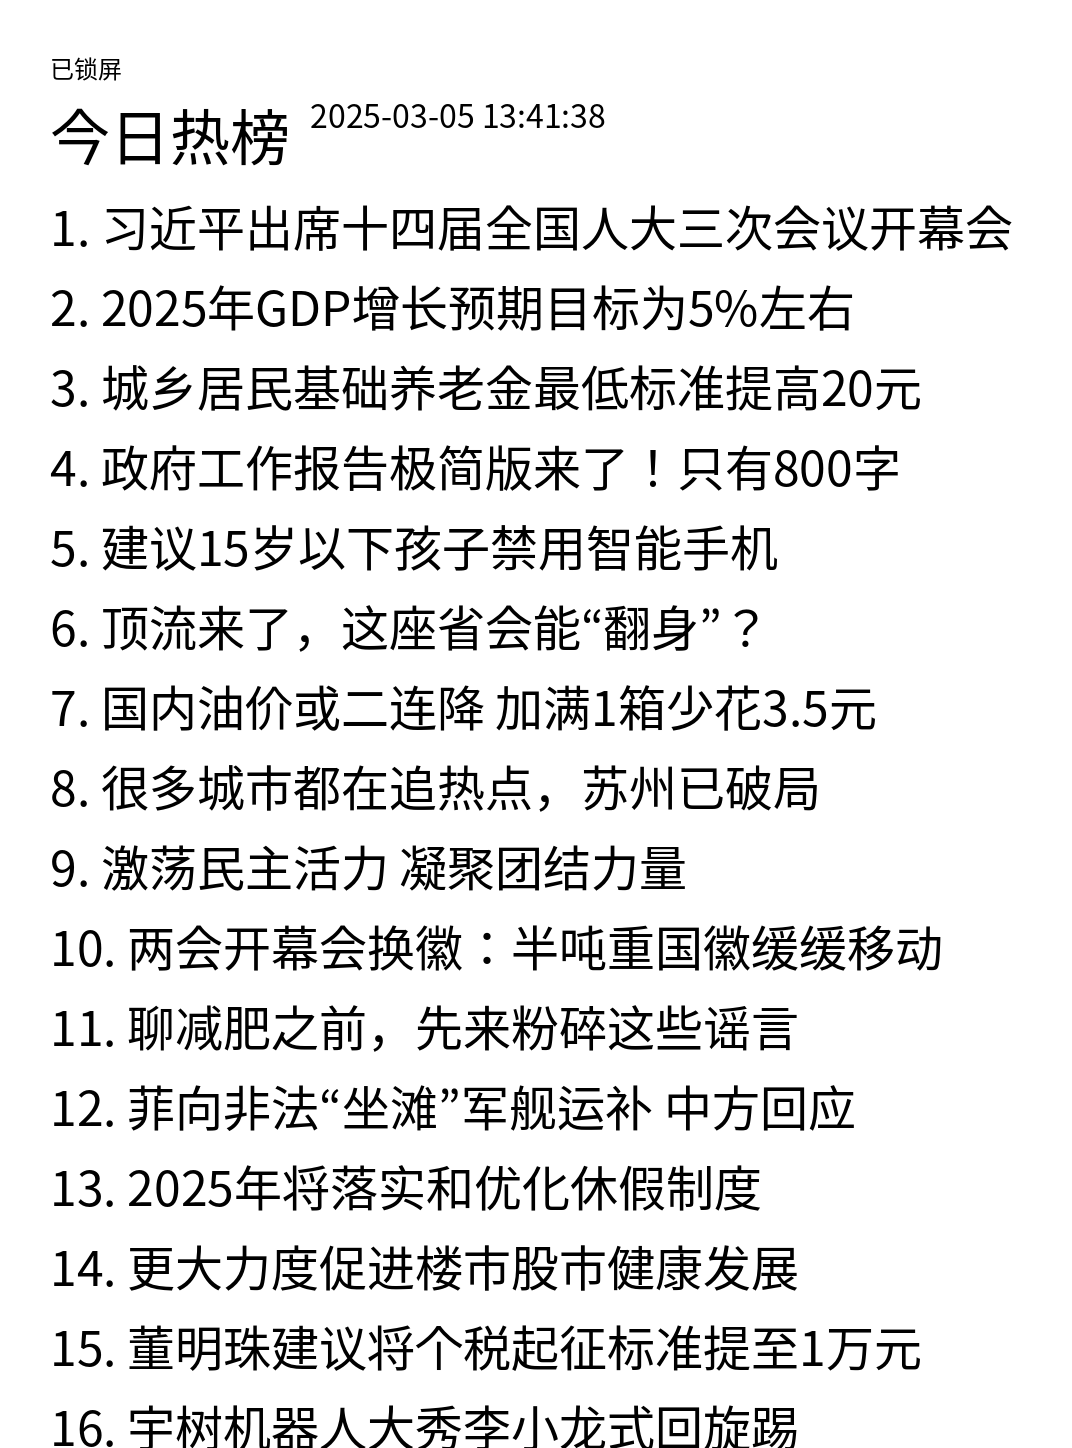 已锁屏
今日热榜 2025-03-05 13:41:38
1. 习近平出席十四届全国人大三次会议开幕会
2. 2025年GDP增长预期目标为5%左右
3. 城乡居民基础养老金最低标准提高20元
4. 政府工作报告极简版来了！只有800字
5. 建议15岁以下孩子禁用智能手机
6. 顶流来了，这座省会能“翻身”？
7. 国内油价或二连降 加满1箱少花3.5元
8. 很多城市都在追热点，苏州已破局
9. 激荡民主活力 凝聚团结力量
10. 两会开幕会换徽：半吨重国徽缓缓移动
11. 聊减肥之前，先来粉碎这些谣言
12. 菲向非法“坐滩”军舰运补 中方回应
13. 2025年将落实和优化休假制度
14. 更大力度促进楼市股市健康发展
15. 董明珠建议将个税起征标准提至1万元
16. 宇树机器人大秀李小龙式回旋踢